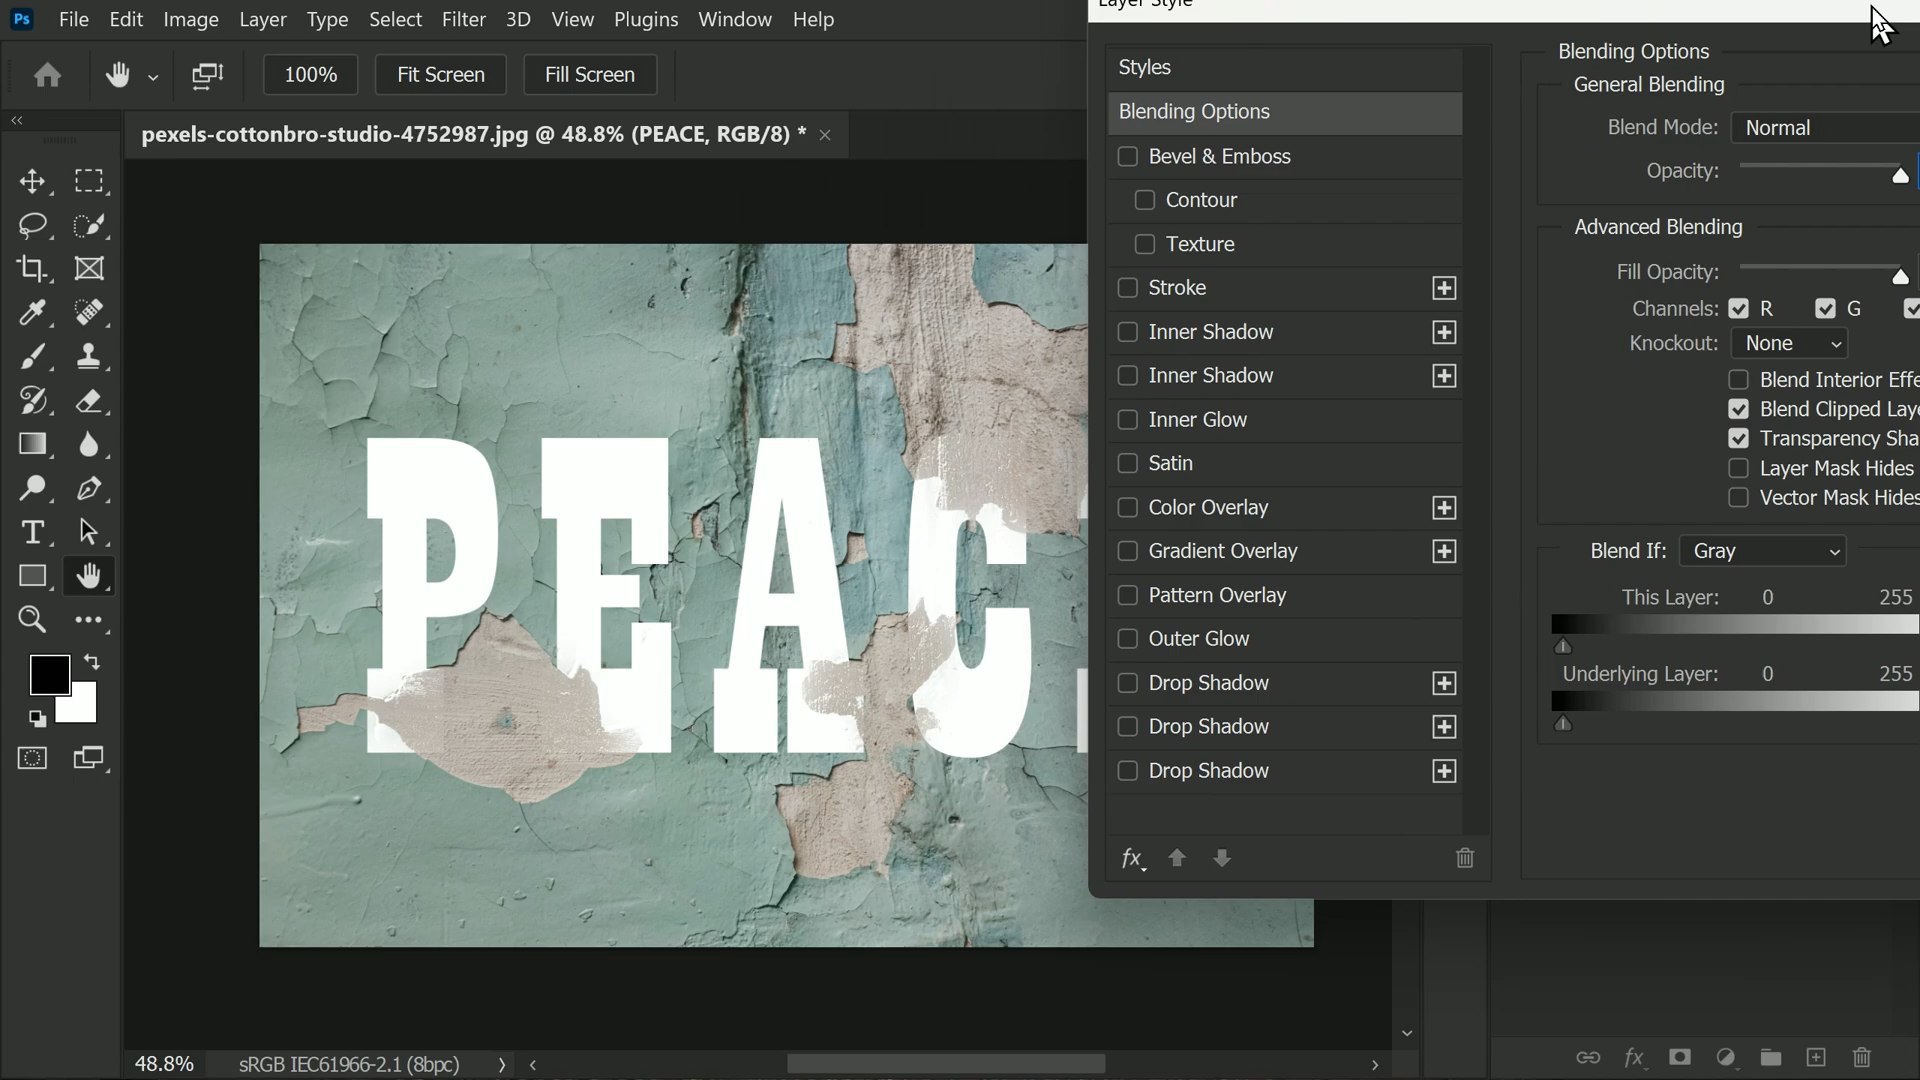 Ps File Edit Image Layer Type Select Filter 3D View Plugins Window Help
Layer Style
100% Fit Screen Fill Screen
pexels-cottonbro-studio-4752987.jpg @ 48.8% (PEACE, RGB/8) *
PEAC
Styles
Blending Options
Bevel & Emboss
Contour
Texture
Stroke
Inner Shadow
Inner Shadow
Inner Glow
Satin
Color Overlay
Gradient Overlay
Pattern Overlay
Outer Glow
Drop Shadow
Drop Shadow
Drop Shadow
fx
Blending Options
General Blending
Blend Mode: Normal
Opacity:
Advanced Blending
Fill Opacity:
Channels: R G
Knockout: None
Blend Interior Effe
Blend Clipped Laye
Transparency Sha
Layer Mask Hides
Vector Mask Hides
Blend If: Gray
This Layer: 0 255
Underlying Layer: 0 255
48.8% sRGB IEC61966-2.1 (8bpc)
fx